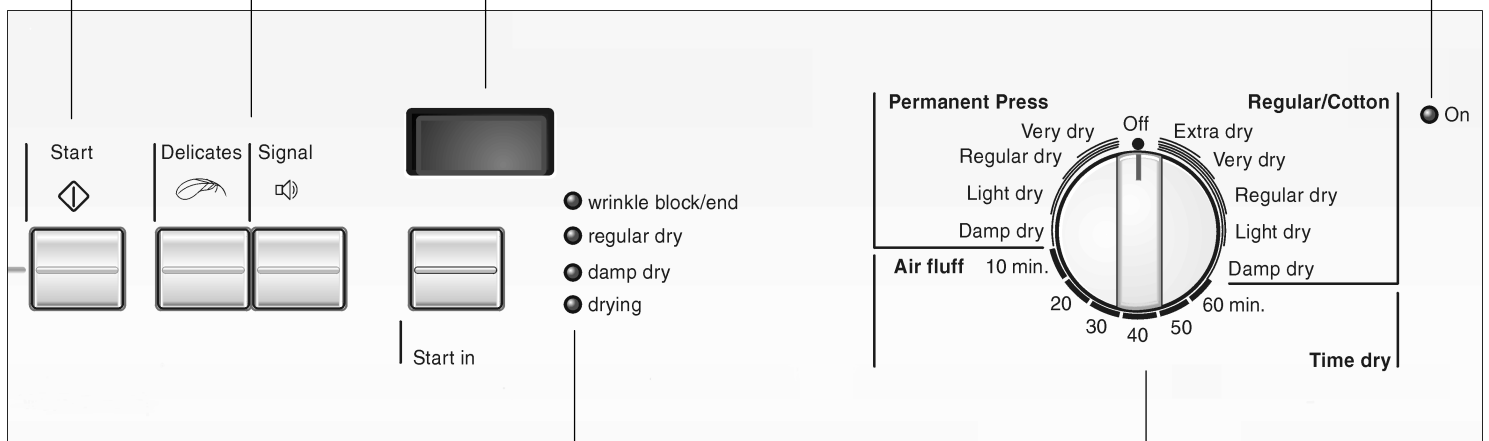 Start
Delicates
Signal
wrinkle block/end
regular dry
damp dry
drying
Start in
Permanent Press
Very dry
Regular dry
Light dry
Damp dry
Off
Regular/Cotton
Extra dry
Very dry
Regular dry
Light dry
Damp dry
Air fluff 10 min.
20
30
40
50
60 min.
Time dry
On